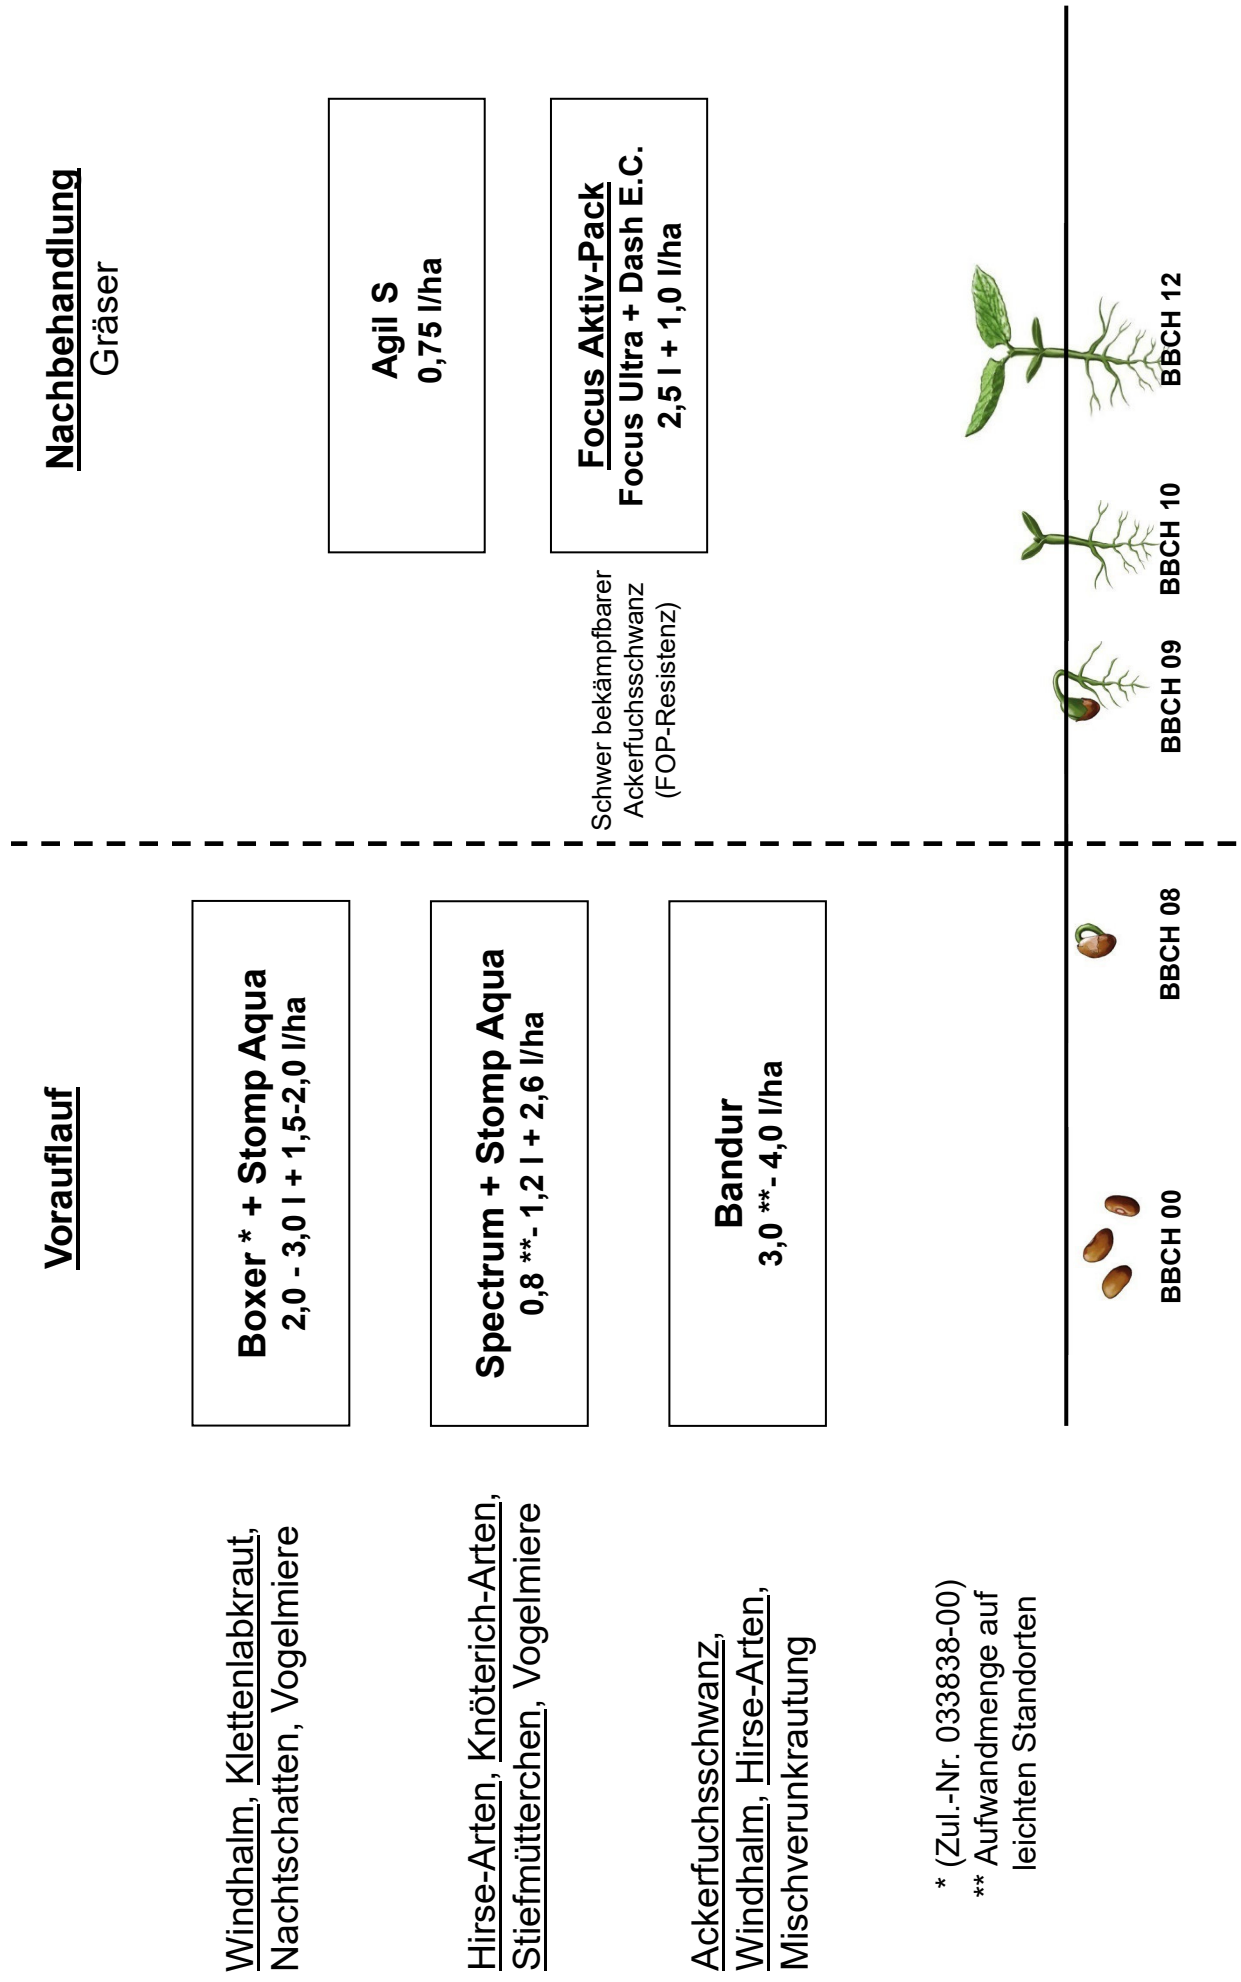 Vorauflauf
Nachbehandlung
Gräser
Windhalm, Klettenlabkraut,
Nachtschatten, Vogelmiere
Boxer * + Stomp Aqua
2,0 - 3,0 l + 1,5-2,0 l/ha
Agil S
0,75 l/ha
Hirse-Arten, Knöterich-Arten,
Stiefmütterchen, Vogelmiere
Spectrum + Stomp Aqua
0,8 **- 1,2 l + 2,6 l/ha
Schwer bekämpfbarer
Ackerfuchsschwanz
(FOP-Resistenz)
Focus Aktiv-Pack
Focus Ultra + Dash E.C.
2,5 l + 1,0 l/ha
Ackerfuchsschwanz,
Windhalm, Hirse-Arten,
Mischverunkrautung
Bandur
3,0 **- 4,0 l/ha
* (Zul.-Nr. 033838-00)
** Aufwandmenge auf
leichten Standorten
BBCH 00
BBCH 08
BBCH 09
BBCH 10
BBCH 12